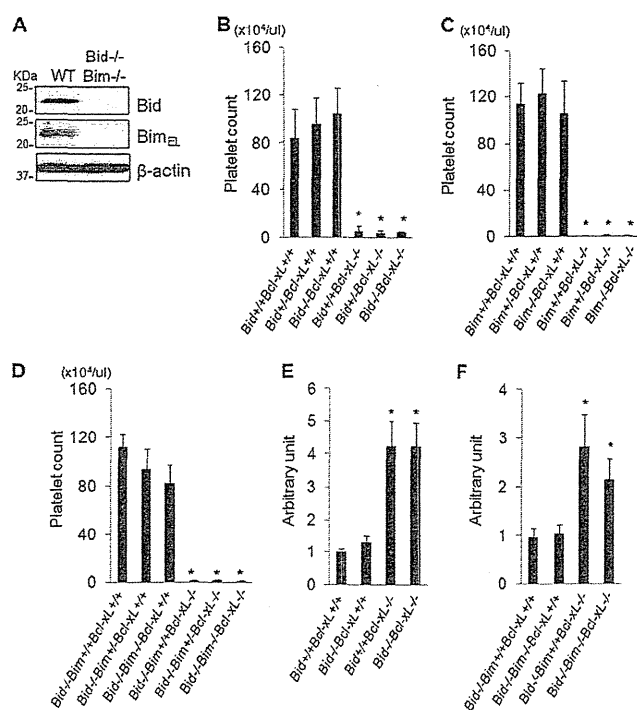 A
Bid-/-
KDa WT Bim-/-
25-
20-
Bid
25-
20-
BimEL
37-
β-actin
B
(x10⁴/ul)
Platelet count
160
120
80
40
0
* * *
Bid+/+Bcl-xL+/+
Bid+/-Bcl-xL+/+
Bid-/-Bcl-xL+/+
Bid+/+Bcl-xL-/-
Bid+/-Bcl-xL-/-
Bid-/-Bcl-xL-/-
C
(x10⁴/ul)
Platelet count
160
120
80
40
0
* * *
Bim+/+Bcl-xL+/+
Bim+/-Bcl-xL+/+
Bim-/-Bcl-xL+/+
Bim+/+Bcl-xL-/-
Bim+/-Bcl-xL-/-
Bim-/-Bcl-xL-/-
D
(x10⁴/ul)
Platelet count
160
120
80
40
0
* * *
Bid-/-Bim+/+Bcl-xL+/+
Bid-/-Bim+/-Bcl-xL+/+
Bid-/-Bim-/-Bcl-xL+/+
Bid-/-Bim+/+Bcl-xL-/-
Bid-/-Bim+/-Bcl-xL-/-
Bid-/-Bim-/-Bcl-xL-/-
E
Arbitrary unit
6
5
4
3
2
1
0
* *
Bid+/+Bcl-xL+/+
Bid-/-Bcl-xL+/+
Bid+/+Bcl-xL-/-
Bid-/-Bcl-xL-/-
F
Arbitrary unit
4
3
2
1
0
* *
Bid-/-Bim+/+Bcl-xL+/+
Bid-/-Bim-/-Bcl-xL+/+
Bid-/-Bim+/+Bcl-xL-/-
Bid-/-Bim-/-Bcl-xL-/-